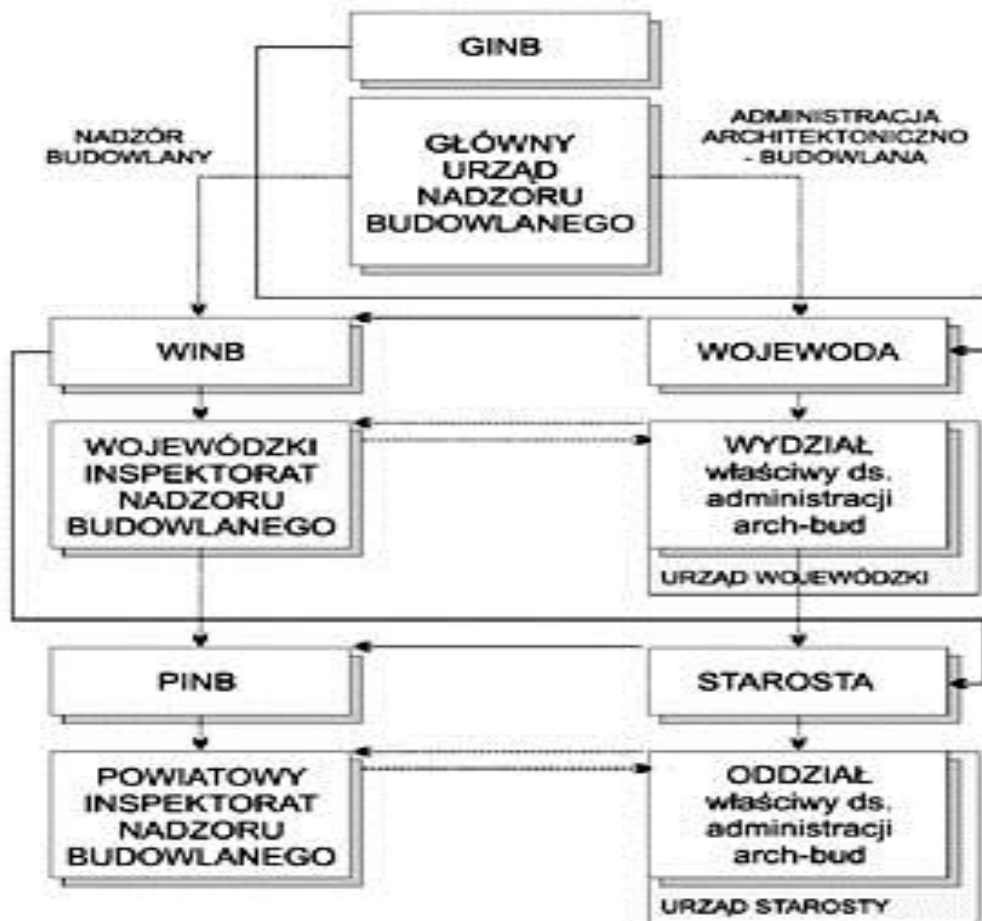 GINB
NADZÓR
BUDOWLANY
GŁÓWNY
URZĄD
NADZORU
BUDOWLANEGO
ADMINISTRACJA
ARCHITEKTONICZNO
- BUDOWLANA
WINB
WOJEWODA
WOJEWÓDZKI
INSPEKTORAT
NADZORU
BUDOWLANEGO
WYDZIAŁ
właściwy ds.
administracji
arch-bud
URZĄD WOJEWÓDZKI
PINB
STAROSTA
POWIATOWY
INSPEKTORAT
NADZORU
BUDOWLANEGO
ODDZIAŁ
właściwy ds.
administracji
arch-bud
URZĄD STAROSTY